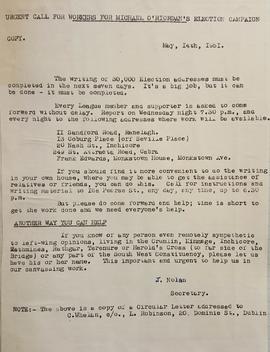 URGENT CALL FOR WORKERS FOR MICHAEL O'RIORDAN'S ELECTION CAMPAIGN
COPY.
May, 14th, 1951.
The writing of 30,000 Election addresses must be
completed in the next seven days. It's a big job, but it can
be done - it must be completed.
Every League member and supporter is asked to come
forward without delay. Report on Wednesday night 7.30 p.m., and
every night to the following addresses where work will be available.
11 Sandford Road, Ranelagh.
13 Coburg Place (off Seville Place)
20 Nash St., Inchicore
St. Attracta Road, Cabra
Frank Edwards, Monkstown House, Monkstown Ave.
If you should find it more convenient to do the writing
in your own house, where you may be able to get the assistance of
relatives or friends, you can do this. Call for instructions and
writing material to 16a Pearse St., any day, any time, up to 6.30
p.m.
But please do come forward and help; time is short to
get the work done and we need everyone's help.
ANOTHER WAY YOU CAN HELP
If you know of any person even remotely sympathetic
to left-wing opinions, living in the Crumlin, Kimmage, Inchicore,
Rathmines, Rathgar, Terenure or Harold's Cross (to far side of the
Bridge) or any part of the South West Constituency, please let us
have his or her name. This important and urgent to help us in
our canvassing work.
J. Nolan
Secretary.
NOTE:- The above is a copy of a Circular Letter addressed to
C. Whelan, c/o., L. Robinson, 20, Dominic St., Dublin